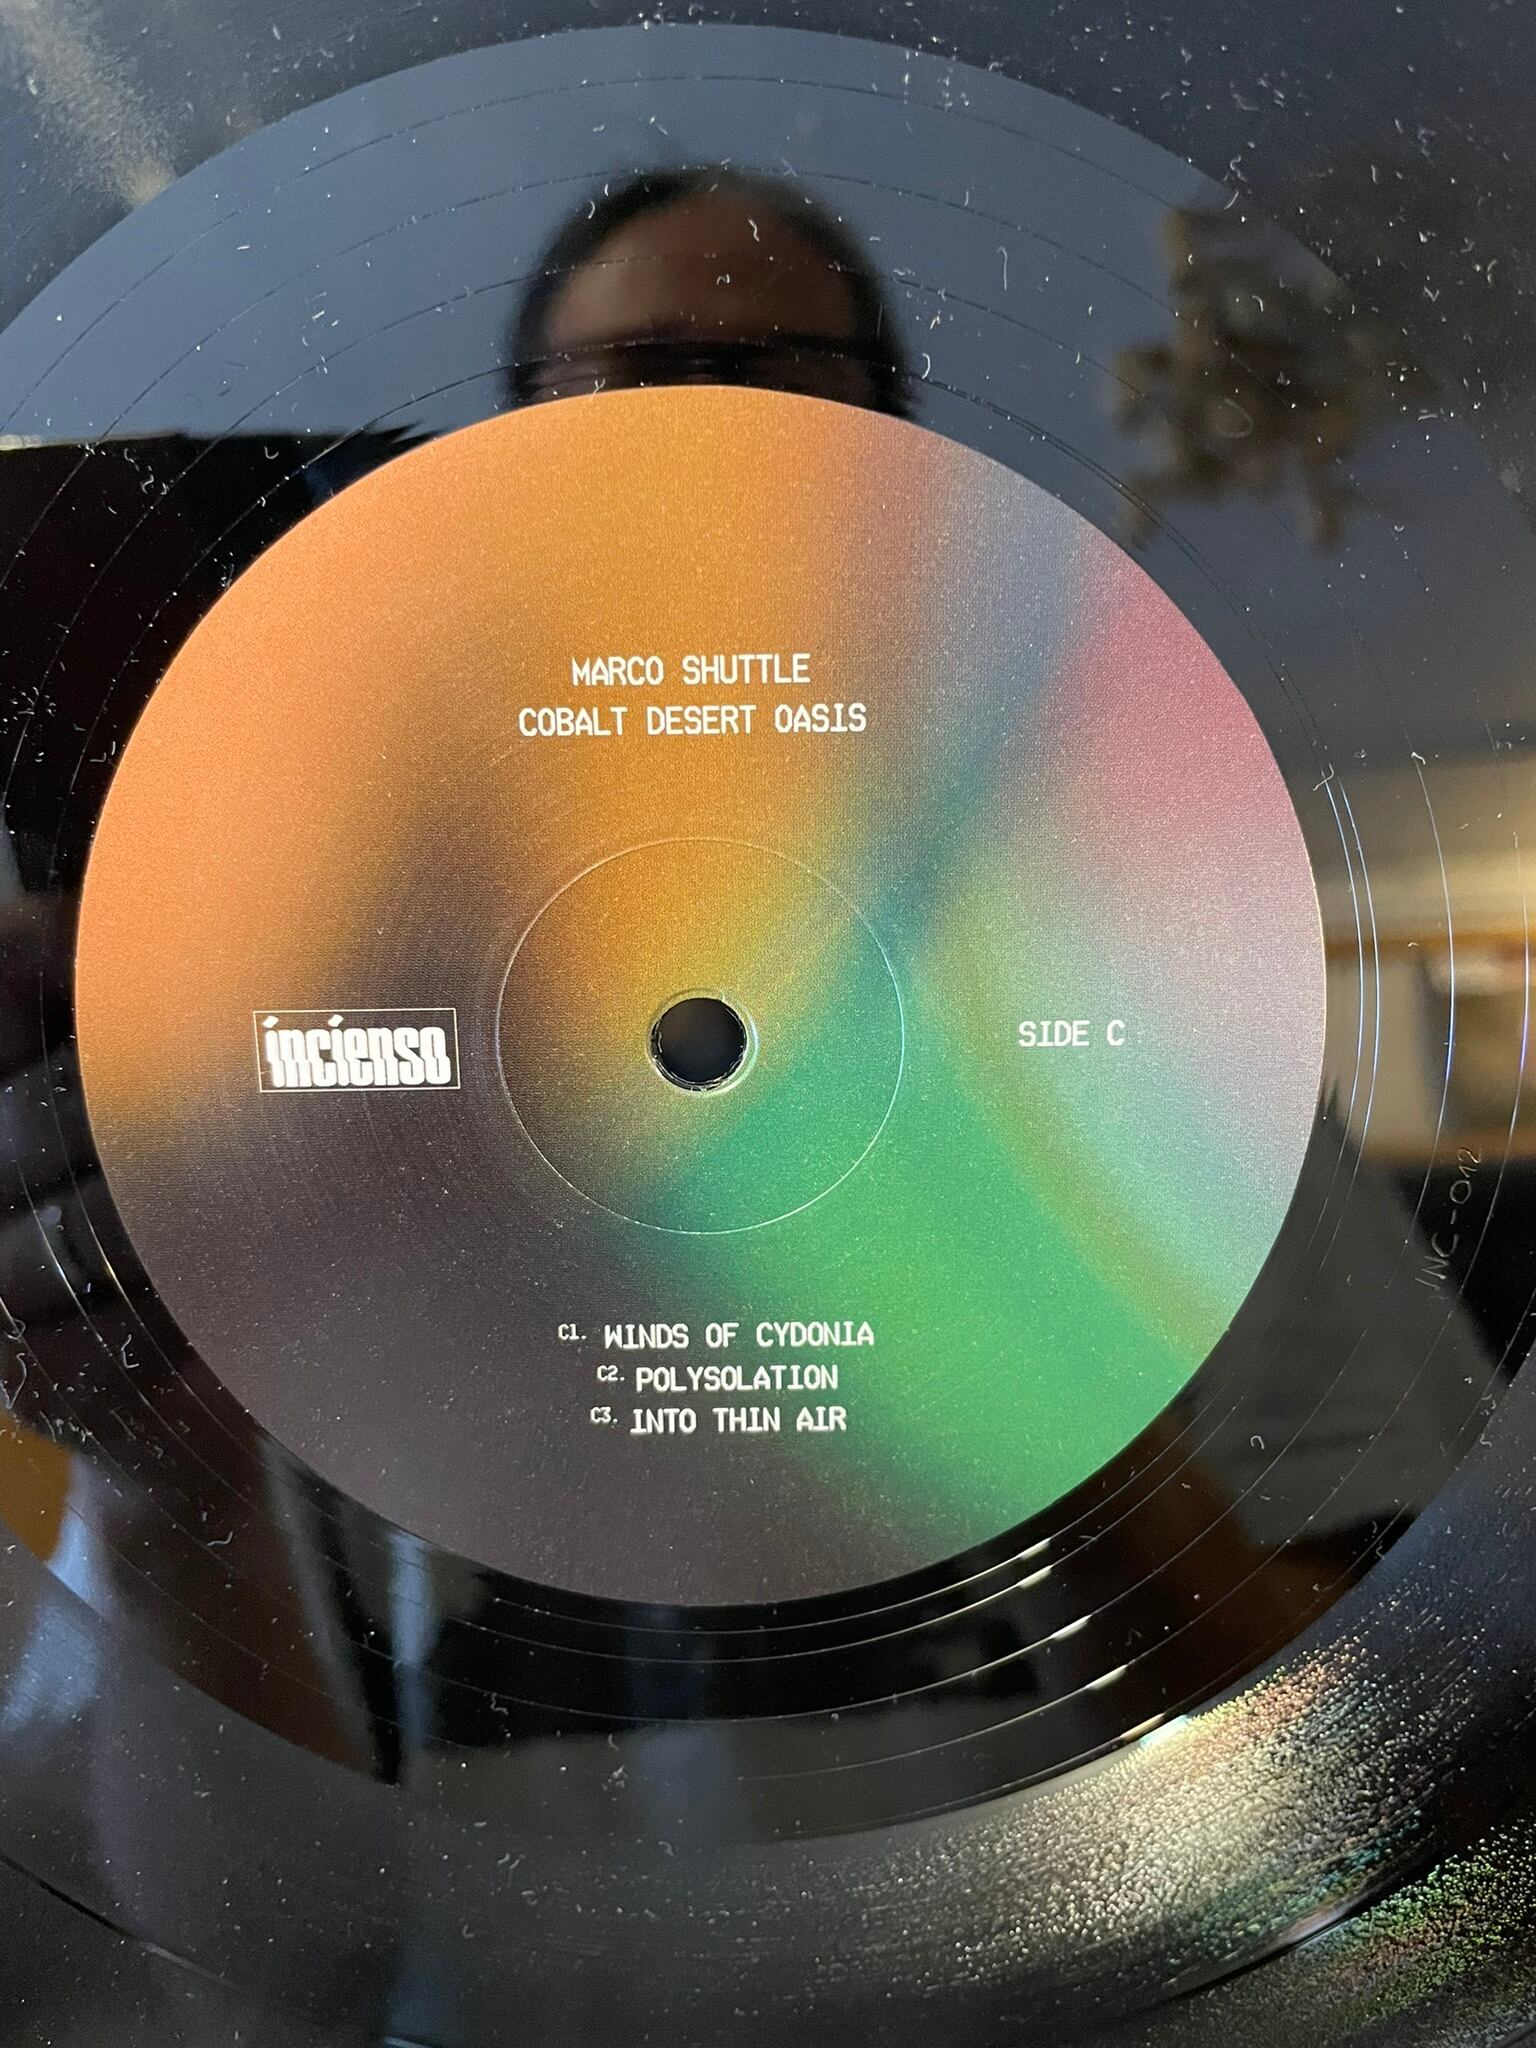 MARCO SHUTTLE
COBALT DESERT OASIS
incienso
SIDE C
INC-012
C1. WINDS OF CYDONIA
C2. POLYSOLATION
C3. INTO THIN AIR